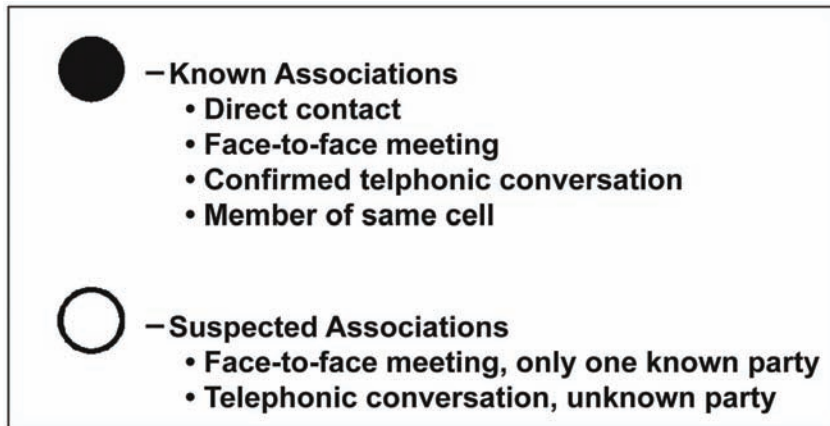 – Known Associations
• Direct contact
• Face-to-face meeting
• Confirmed telphonic conversation
• Member of same cell
– Suspected Associations
• Face-to-face meeting, only one known party
• Telephonic conversation, unknown party